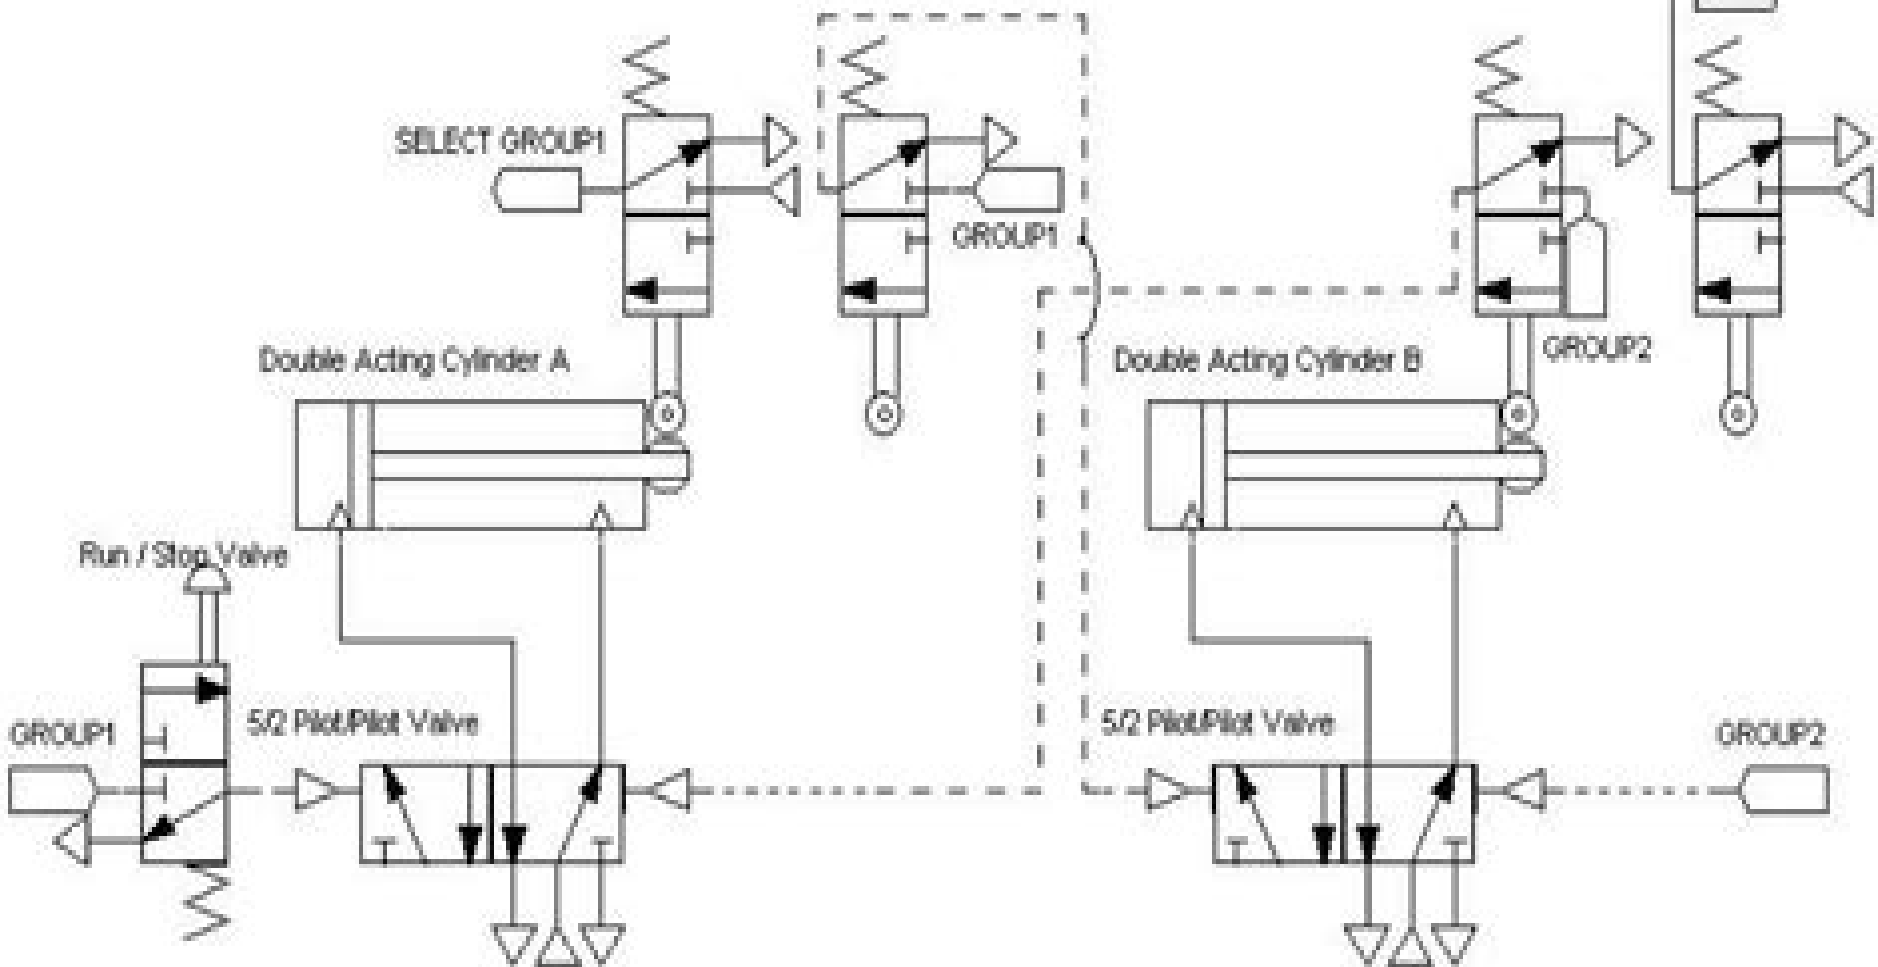 SELECT GROUP1
GROUP1
Double Acting Cylinder A
Double Acting Cylinder B
GROUP2
Run / Stop Valve
GROUP1
5/2 Pilot/Pilot Valve
5/2 Pilot/Pilot Valve
GROUP2